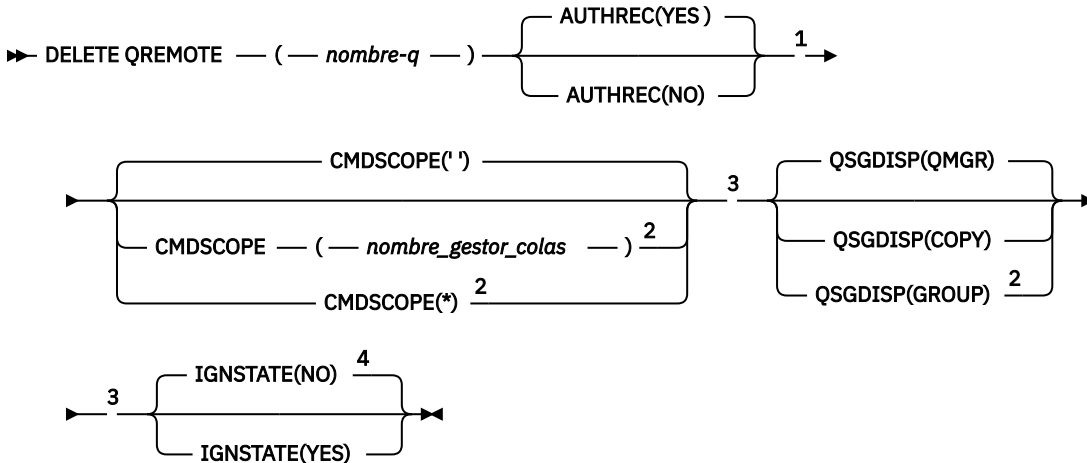 AUTHREC(YES )
DELETE QREMOTE ( nombre-q ) 1
AUTHREC(NO)
CMDSCOPE(' ') QSGDISP(QMGR)
3
CMDSCOPE ( nombre_gestor_colas ) 2 QSGDISP(COPY)
CMDSCOPE(*) 2 QSGDISP(GROUP) 2
IGNSTATE(NO) 4
3
IGNSTATE(YES)